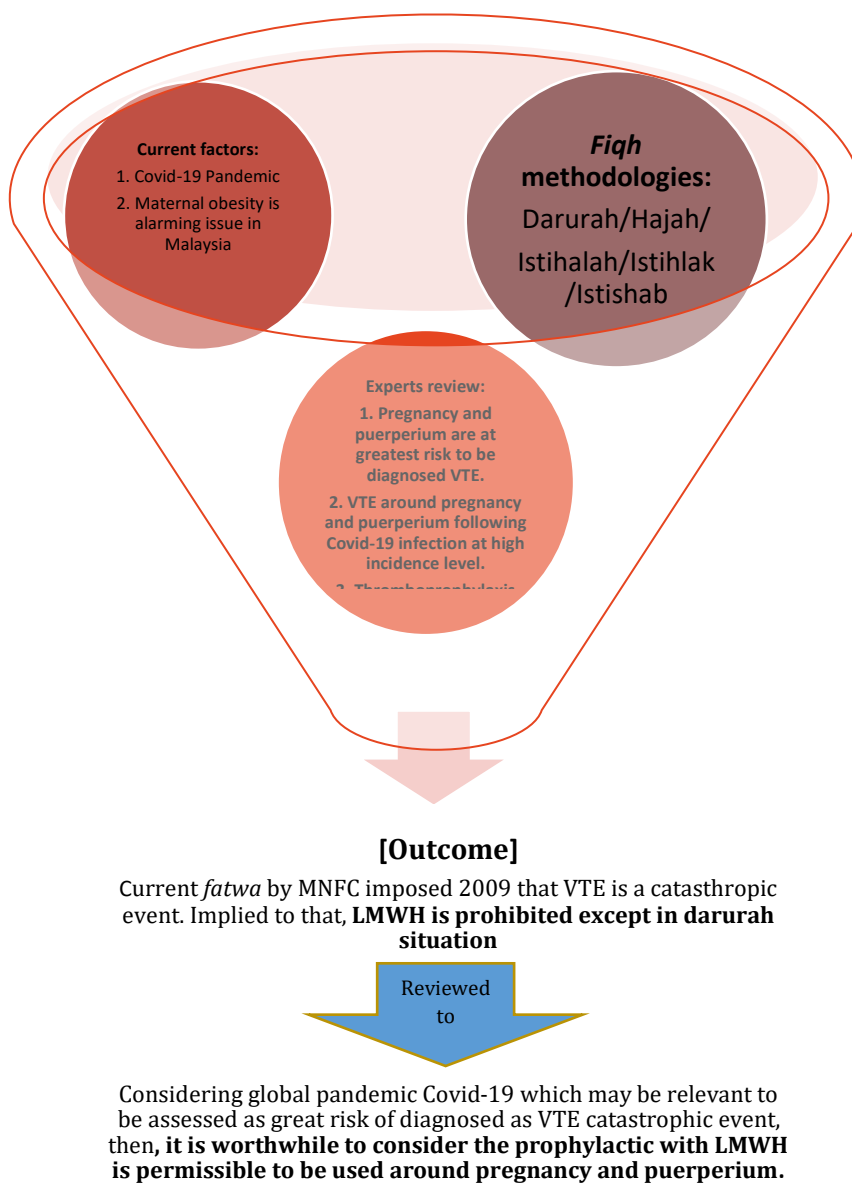 Current factors:
1. Covid-19 Pandemic
2. Maternal obesity is
alarming issue in
Malaysia
Fiqh
methodologies:
Darurah/Hajah/
Istihalah/Istihlak
/Istishab
Experts review:
1. Pregnancy and
puerperium are at
greatest risk to be
diagnosed VTE.
2. VTE around pregnancy
and puerperium following
Covid-19 infection at high
incidence level.
3. Thromboprophylaxis
[Outcome]
Current fatwa by MNFC imposed 2009 that VTE is a catasthropic
event. Implied to that, LMWH is prohibited except in darurah
situation
Reviewed
to
Considering global pandemic Covid-19 which may be relevant to
be assessed as great risk of diagnosed as VTE catastrophic event,
then, it is worthwhile to consider the prophylactic with LMWH
is permissible to be used around pregnancy and puerperium.